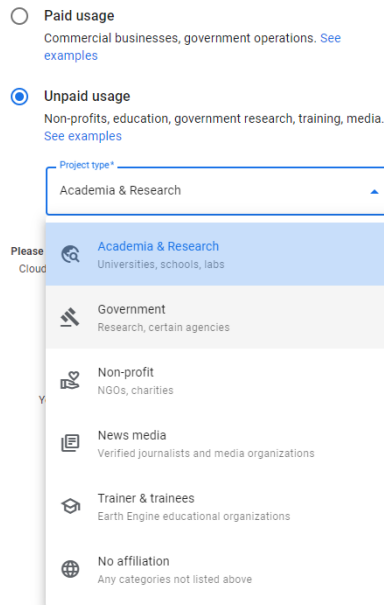 Paid usage
Commercial businesses, government operations. See
examples
Unpaid usage
Non-profits, education, government research, training, media.
See examples
Project type*
Academia & Research
Please
Cloud
Academia & Research
Universities, schools, labs
Government
Research, certain agencies
Non-profit
NGOs, charities
News media
Verified journalists and media organizations
Trainer & trainees
Earth Engine educational organizations
No affiliation
Any categories not listed above